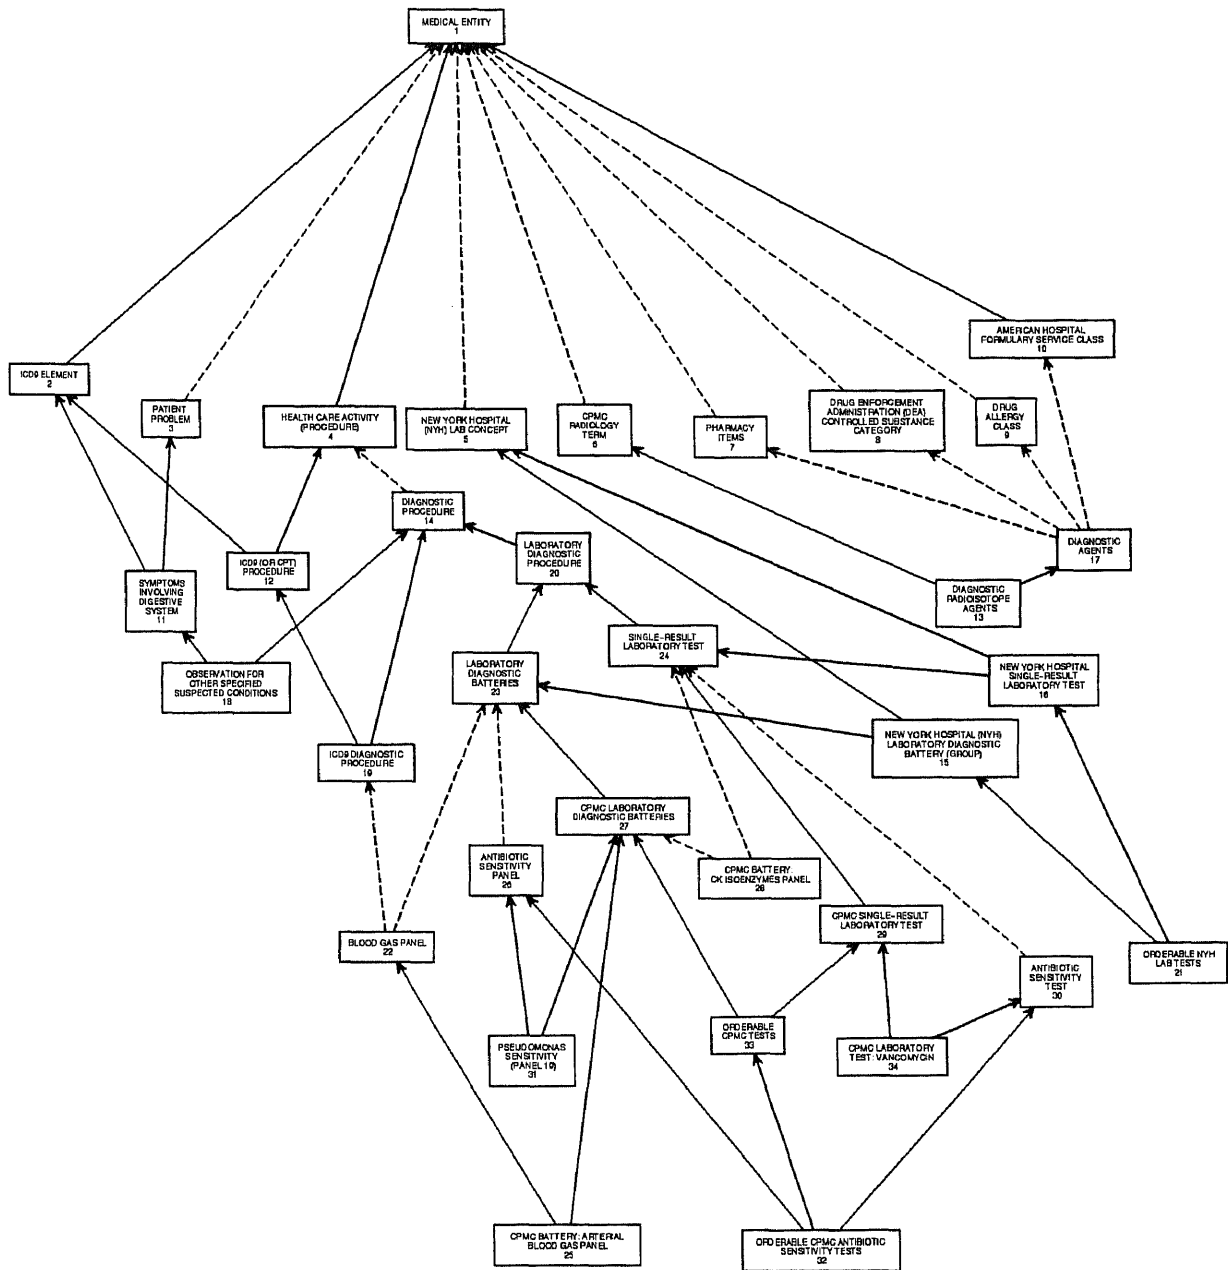 MEDICAL ENTITY
1
AMERICAN HOSPITAL
FORMULARY SERVICE CLASS
10
ICD9 ELEMENT
2
PATIENT
PROBLEM
3
HEALTH CARE ACTIVITY
(PROCEDURE)
4
NEW YORK HOSPITAL
(NYH) LAB CONCEPT
5
CPMC
RADIOLOGY
TERM
6
PHARMACY
ITEMS
7
DRUG ENFORCEMENT
ADMINISTRATION (DEA)
CONTROLLED SUBSTANCE
CATEGORY
8
DRUG
ALLERGY
CLASS
9
DIAGNOSTIC
PROCEDURE
14
LABORATORY
DIAGNOSTIC
PROCEDURE
20
DIAGNOSTIC
AGENTS
17
ICD9 (OR CPT)
PROCEDURE
12
SYMPTOMS
INVOLVING
DIGESTIVE
SYSTEM
11
DIAGNOSTIC
RADIOISOTOPE
AGENTS
13
SINGLE-RESULT
LABORATORY TEST
24
OBSERVATION FOR
OTHER SPECIFIED
SUSPECTED CONDITIONS
18
LABORATORY
DIAGNOSTIC
BATTERIES
23
NEW YORK HOSPITAL
SINGLE-RESULT
LABORATORY TEST
16
ICD9 DIAGNOSTIC
PROCEDURE
19
NEW YORK HOSPITAL (NYH)
LABORATORY DIAGNOSTIC
BATTERY (GROUP)
15
CPMC LABORATORY
DIAGNOSTIC BATTERIES
27
ANTIBIOTIC
SENSITIVITY
PANEL
26
CPMC BATTERY:
CK ISOENZYMES PANEL
28
CPMC SINGLE-RESULT
LABORATORY TEST
29
BLOOD GAS PANEL
22
ORDERABLE NYH
LAB TESTS
21
ANTIBIOTIC
SENSITIVITY
TEST
30
PSEUDOMONAS
SENSITIVITY
(PANEL 19)
31
ORDERABLE
CPMC TESTS
33
CPMC LABORATORY
TEST: VANCOMYCIN
34
CPMC BATTERY: ARTERIAL
BLOOD GAS PANEL
25
ORDERABLE CPMC ANTIBIOTIC
SENSITIVITY TESTS
32